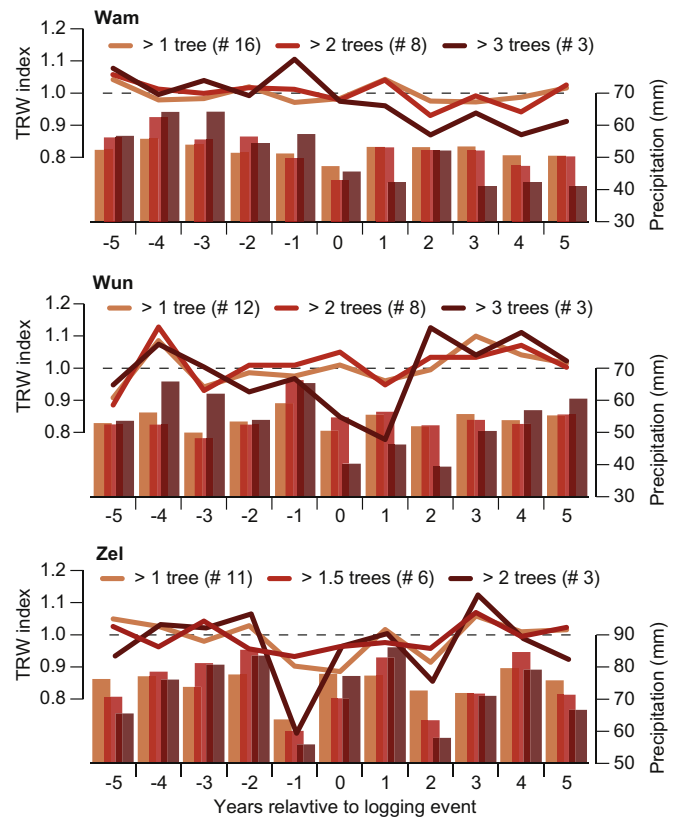 Wam
> 1 tree (# 16) > 2 trees (# 8) > 3 trees (# 3)
1.2
1.1
1.0
0.9
0.8
TRW index
70
60
50
40
30
Precipitation (mm)
-5 -4 -3 -2 -1 0 1 2 3 4 5
Wun
> 1 tree (# 12) > 2 trees (# 8) > 3 trees (# 3)
1.2
1.1
1.0
0.9
0.8
TRW index
70
60
50
40
30
Precipitation (mm)
-5 -4 -3 -2 -1 0 1 2 3 4 5
Zel
> 1 tree (# 11) > 1.5 trees (# 6) > 2 trees (# 3)
1.2
1.1
1.0
0.9
0.8
TRW index
90
80
70
60
50
Precipitation (mm)
-5 -4 -3 -2 -1 0 1 2 3 4 5
Years relavtive to logging event